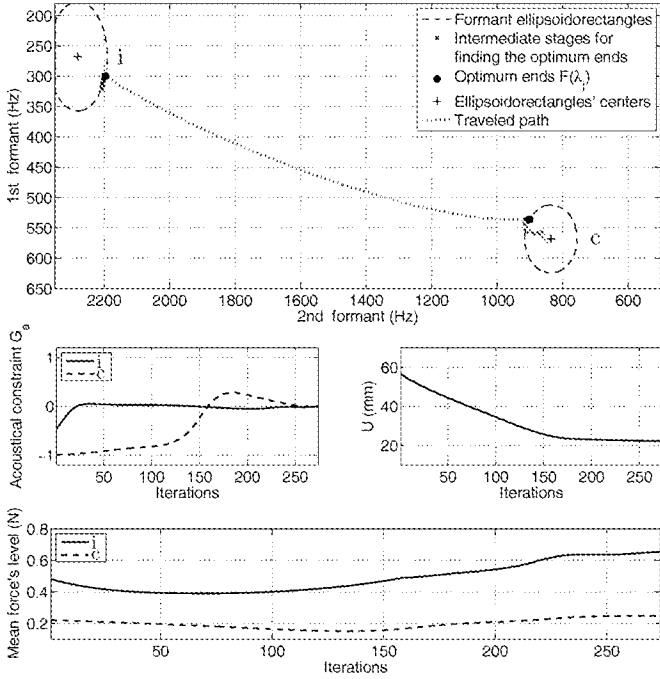 200
250
300
350
400
450
500
550
600
650
1st formant (Hz)
2200 2000 1800 1600 1400 1200 1000 800 600
2nd formant (Hz)
i
c
Formant ellipsoidorectangles
Intermediate stages for
finding the optimum ends
Optimum ends F(λj)
Ellipsoidorectangles' centers
Traveled path
Acoustical constraint Ga
1
0
-1
i
c
50 100 150 200 250
Iterations
U (mm)
60
40
20
50 100 150 200 250
Iterations
Mean force's level (N)
0.8
0.6
0.4
0.2
i
c
50 100 150 200 250
Iterations